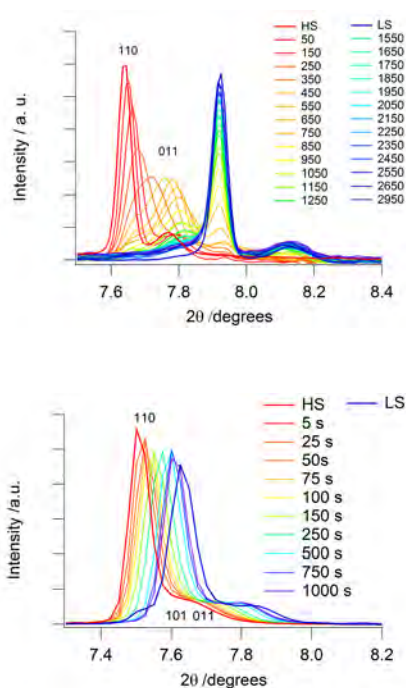 HS LS
50 1550
150 1650
250 1750
350 1850
450 1950
550 2050
650 2150
750 2250
850 2350
950 2450
1050 2550
1150 2650
1250 2950
110
011
Intensity / a. u.
7.6 7.8 8.0 8.2 8.4
2θ /degrees
HS LS
5 s
25 s
50s
75 s
100 s
150 s
250 s
500 s
750 s
1000 s
110
101 011
Intensity /a.u.
7.4 7.6 7.8 8.0 8.2
2θ /degrees